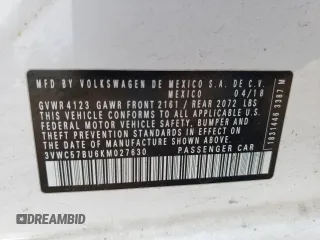 MFD BY VOLKSWAGEN DE MEXICO S.A. DE C.V.
MEXICO 04/18
GVWR 4123 GAWR FRONT 2161 / REAR 2072 LBS
THIS VEHICLE CONFORMS TO ALL APPLICABLE U.S.
FEDERAL MOTOR VEHICLE SAFETY, BUMPER AND
THEFT PREVENTION STANDARDS IN EFFECT ON
THE DATE OF MANUFACTURE SHOWN ABOVE.
3VWC57BU6KM027630
PASSENGER CAR
1831446 3387 M
DREAMBID